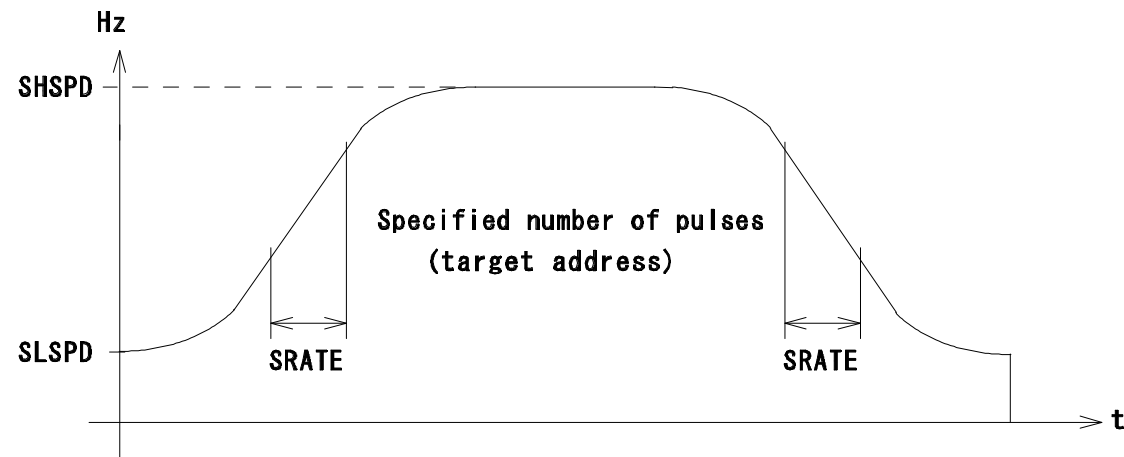 Hz
SHSPD
Specified number of pulses
(target address)
SLSPD
SRATE
SRATE
t